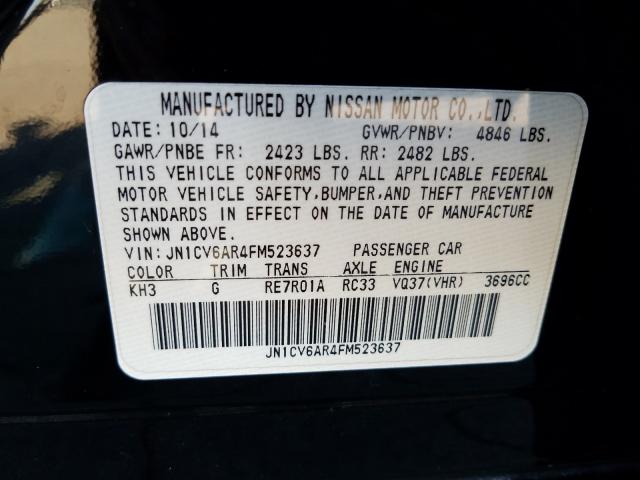 MANUFACTURED BY NISSAN MOTOR CO.,LTD.
DATE: 10/14 GVWR/PNBV: 4846 LBS.
GAWR/PNBE FR: 2423 LBS. RR: 2482 LBS.
THIS VEHICLE CONFORMS TO ALL APPLICABLE FEDERAL
MOTOR VEHICLE SAFETY,BUMPER,AND THEFT PREVENTION
STANDARDS IN EFFECT ON THE DATE OF MANUFACTURE
SHOWN ABOVE.
VIN: JN1CV6AR4FM523637 PASSENGER CAR
COLOR TRIM TRANS AXLE ENGINE
KH3 G RE7R01A RC33 VQ37(VHR) 3696CC
JN1CV6AR4FM523637